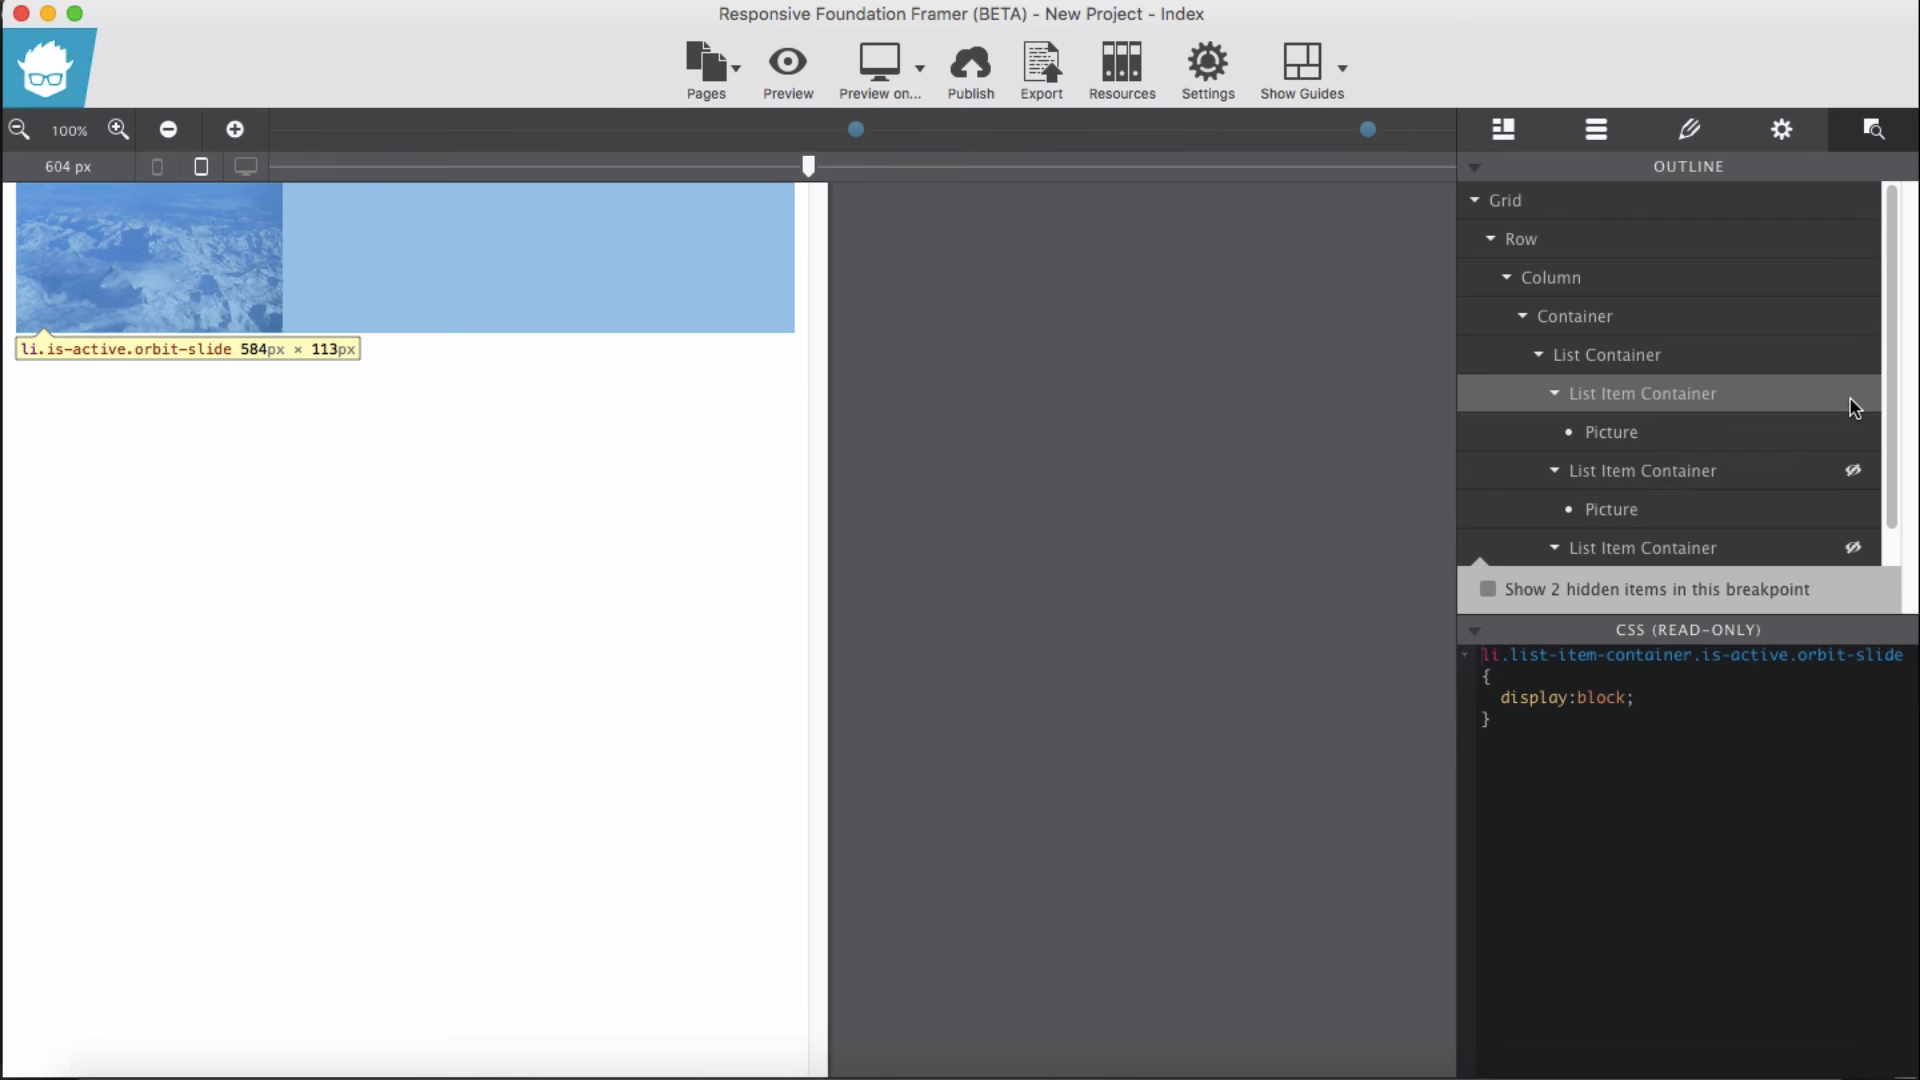 Responsive Foundation Framer (BETA) - New Project - Index
Pages
Preview
Preview on...
Publish
Export
Resources
Settings
Show Guides
100%
604 px
OUTLINE
Grid
Row
Column
Container
List Container
List Item Container
Picture
List Item Container
Picture
List Item Container
Show 2 hidden items in this breakpoint
li.is-active.orbit-slide 584px × 113px
CSS (READ-ONLY)
li.list-item-container.is-active.orbit-slide
{
display:block;
}